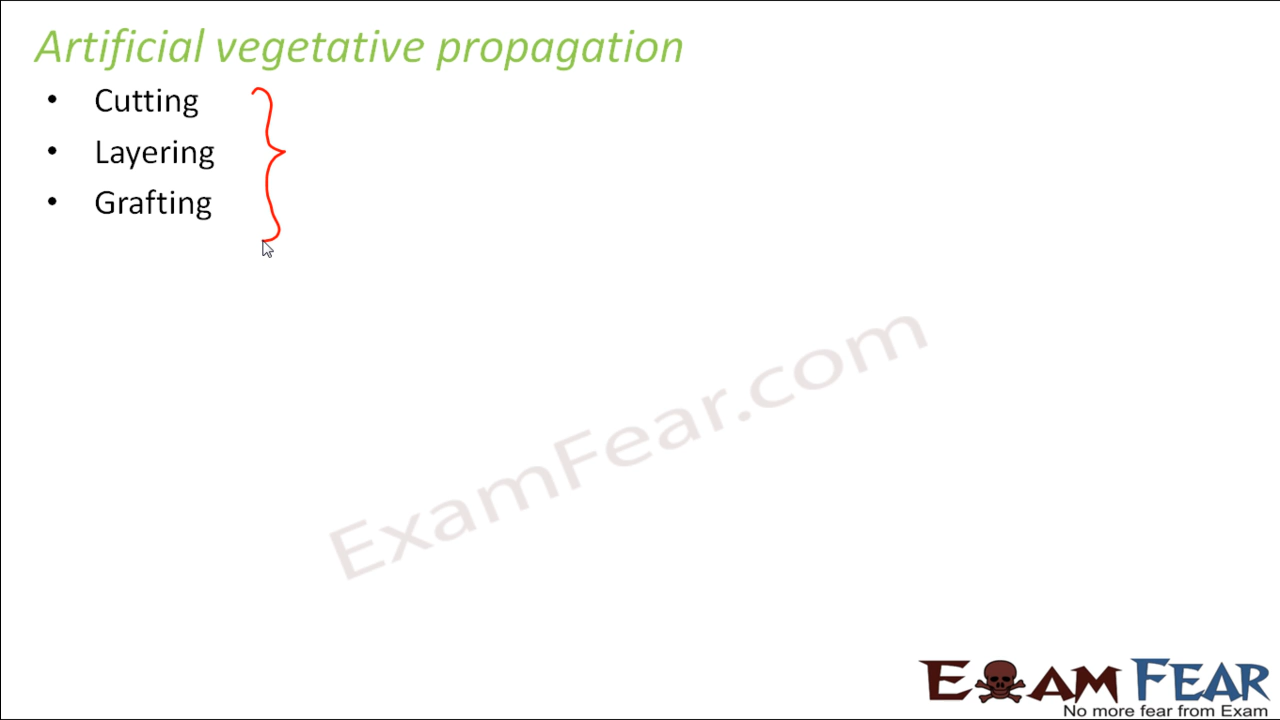 Artificial vegetative propagation
• Cutting
• Layering
• Grafting
ExamFear.com
EXAM FEAR
No more fear from Exam